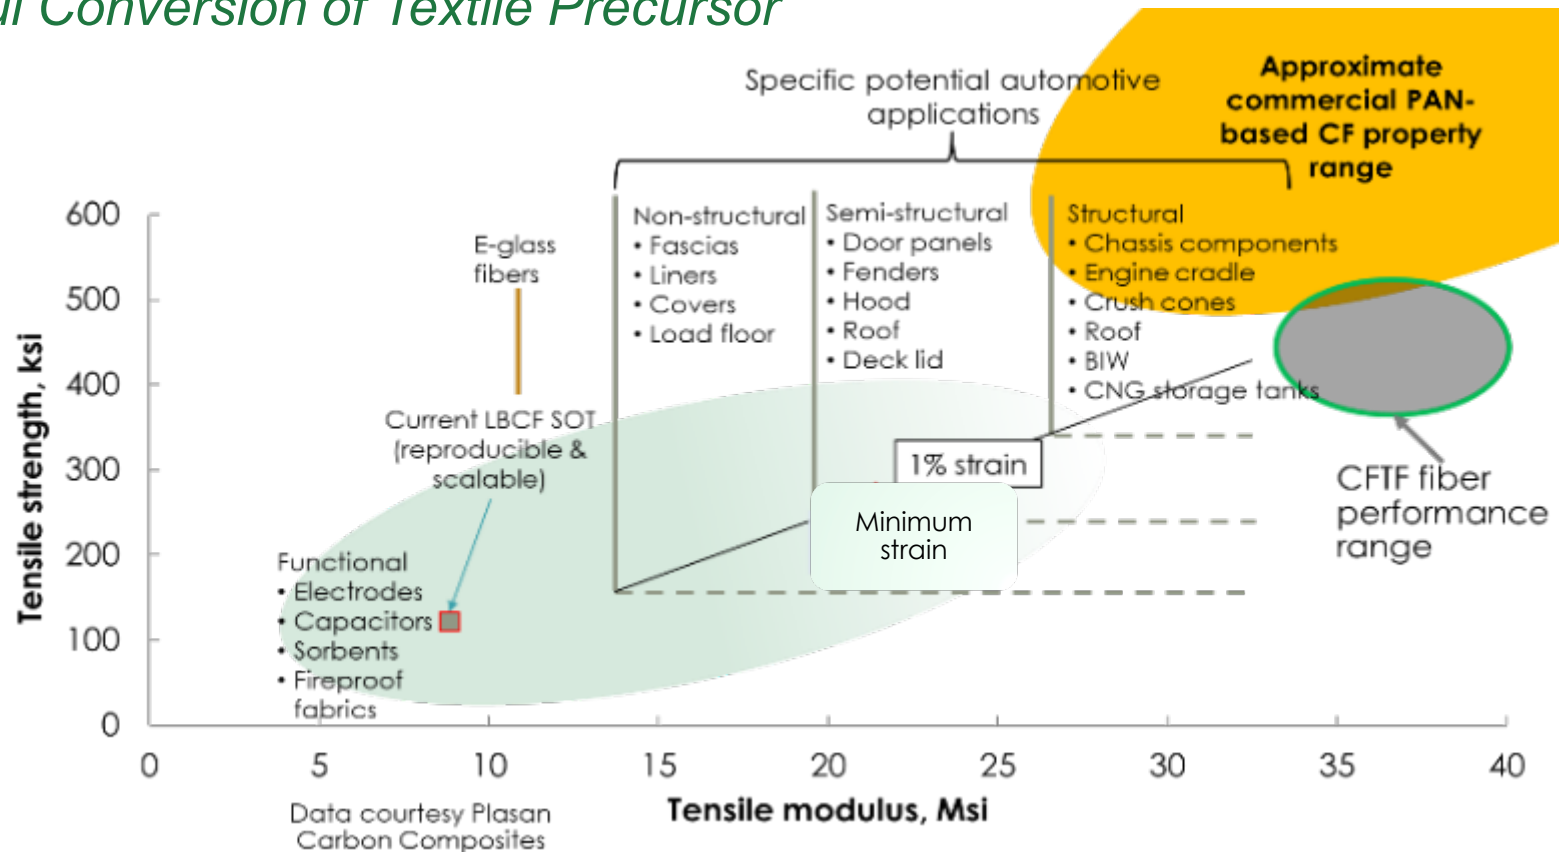 Conversion of Textile Precursor
Specific potential automotive
applications
Approximate
commercial PAN-
based CF property
range
Tensile strength, ksi
600
500
400
300
200
100
0
E-glass
fibers
Non-structural
• Fascias
• Liners
• Covers
• Load floor
Semi-structural
• Door panels
• Fenders
• Hood
• Roof
• Deck lid
Structural
• Chassis components
• Engine cradle
• Crush cones
• Roof
• BIW
• CNG storage tanks
Current LBCF SOT
(reproducible &
scalable)
1% strain
Minimum
strain
CFTF fiber
performance
range
Functional
• Electrodes
• Capacitors
• Sorbents
• Fireproof
fabrics
0 5 10 15 20 25 30 35 40
Tensile modulus, Msi
Data courtesy Plasan
Carbon Composites